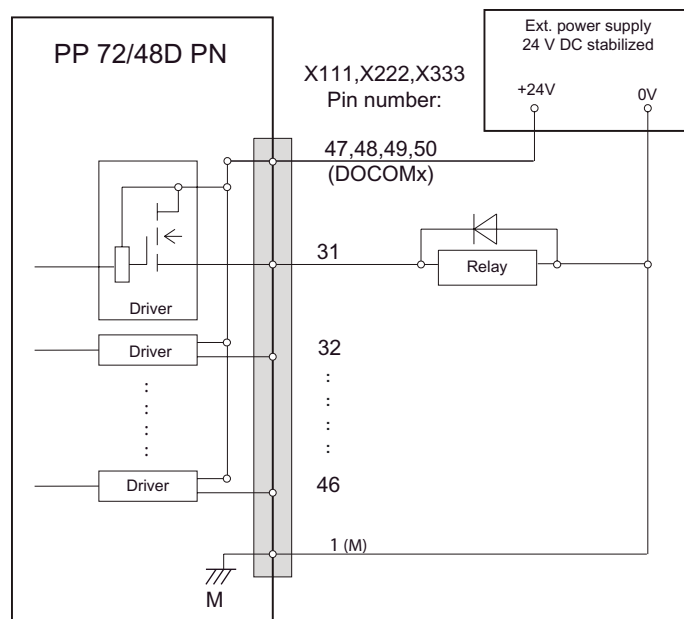 PP 72/48D PN
Ext. power supply
24 V DC stabilized
+24V
0V
X111,X222,X333
Pin number:
47,48,49,50
(DOCOMx)
31
Relay
Driver
Driver
32
Driver
46
1 (M)
M